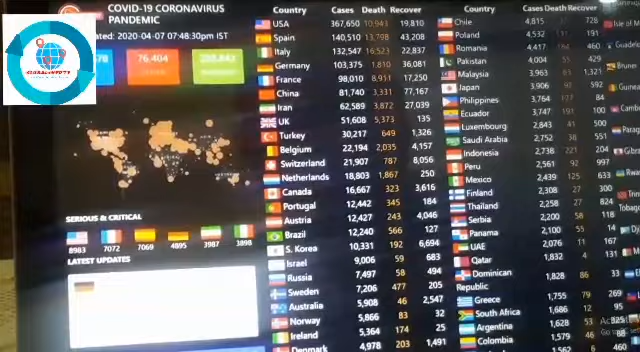 COVID-19 CORONAVIRUS
PANDEMIC
ted: 2020-04-07 07:48:30pm IST
76,404
SERIOUS & CRITICAL
8983 7072 7069 4895 3987 3898
LATEST UPDATES
Country Cases Death Recover
USA 367,650 10,943 19,810
Spain 140,510 13,798 43,208
Italy 132,547 16,523 22,837
Germany 103,375 1,810 36,081
France 98,010 8,911 17,250
China 81,740 3,331 77,167
Iran 62,589 3,872 27,039
UK 51,608 5,373 135
Turkey 30,217 649 1,326
Belgium 22,194 2,035 4,157
Switzerland 21,907 787 8,056
Netherlands 18,803 1,867 250
Canada 16,667 323 3,616
Portugal 12,442 345 184
Austria 12,427 243 4,046
Brazil 12,240 566 127
S. Korea 10,331 192 6,694
Israel 9,006 59 683
Russia 7,497 58 494
Sweden 7,206 477 205
Australia 5,908 46 2,547
Norway 5,866 83 32
Ireland 5,364 174 25
Denmark 4,978 203 1,491
Country Cases Death Recover
Chile 4,815 728
Poland 4,532 191
Romania 4,417 460
Pakistan 4,004 55 429
Malaysia 3,963 1,321
Japan 3,906 92 592
Philippines 3,764 84
Ecuador 3,747 191 100
Luxembourg 2,843 41 500
Saudi Arabia 2,752 38 551
Indonesia 2,738 221 204
Peru 2,561 92 997
Mexico 2,439 125 633
Finland 2,308 27 300
Thailand 2,258 27 824
Serbia 2,200 58 118
Panama 2,100 55 14
UAE 2,076 11 167
Qatar 1,832 4 131
Dominican 1,828 86 33
Republic
Greece 1,755 79 269
South Africa 1,686 12 95
Argentina 1,628 53 325
Colombia 1,579 46 88
1,562 6 460